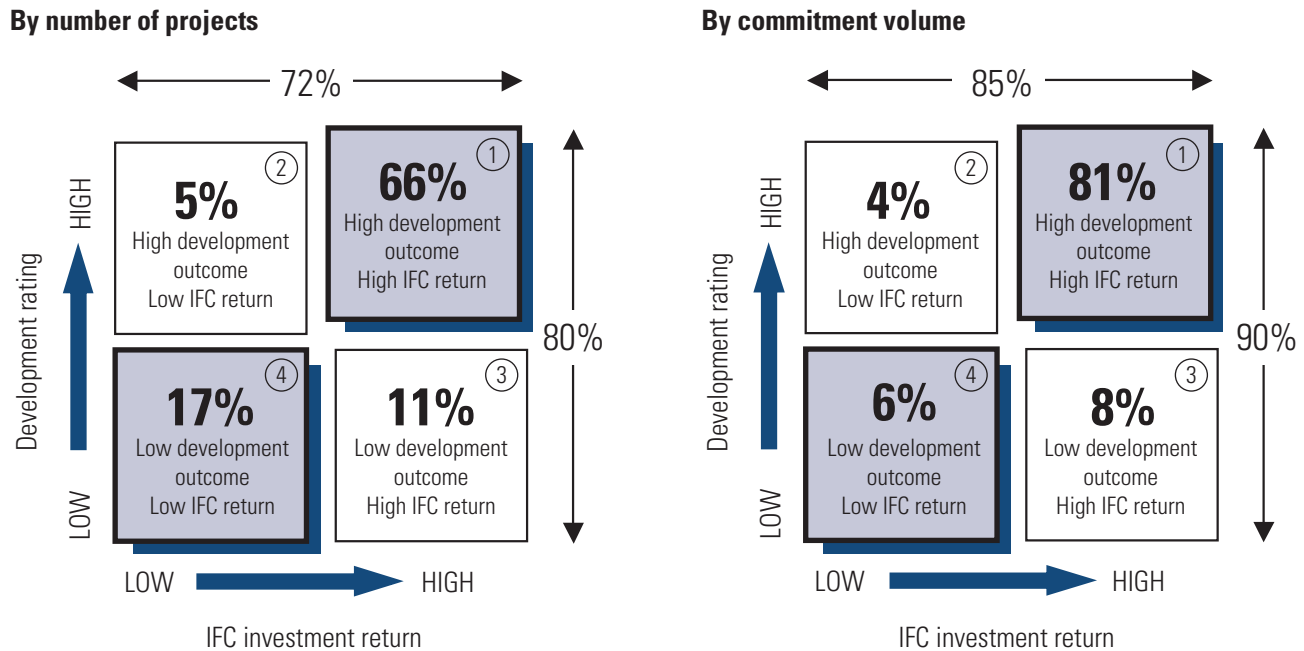 By number of projects
72%
HIGH
LOW
Development rating
2
5%
High development
outcome
Low IFC return
1
66%
High development
outcome
High IFC return
80%
4
17%
Low development
outcome
Low IFC return
3
11%
Low development
outcome
High IFC return
LOW
HIGH
IFC investment return
By commitment volume
85%
HIGH
LOW
Development rating
2
4%
High development
outcome
Low IFC return
1
81%
High development
outcome
High IFC return
90%
4
6%
Low development
outcome
Low IFC return
3
8%
Low development
outcome
High IFC return
LOW
HIGH
IFC investment return